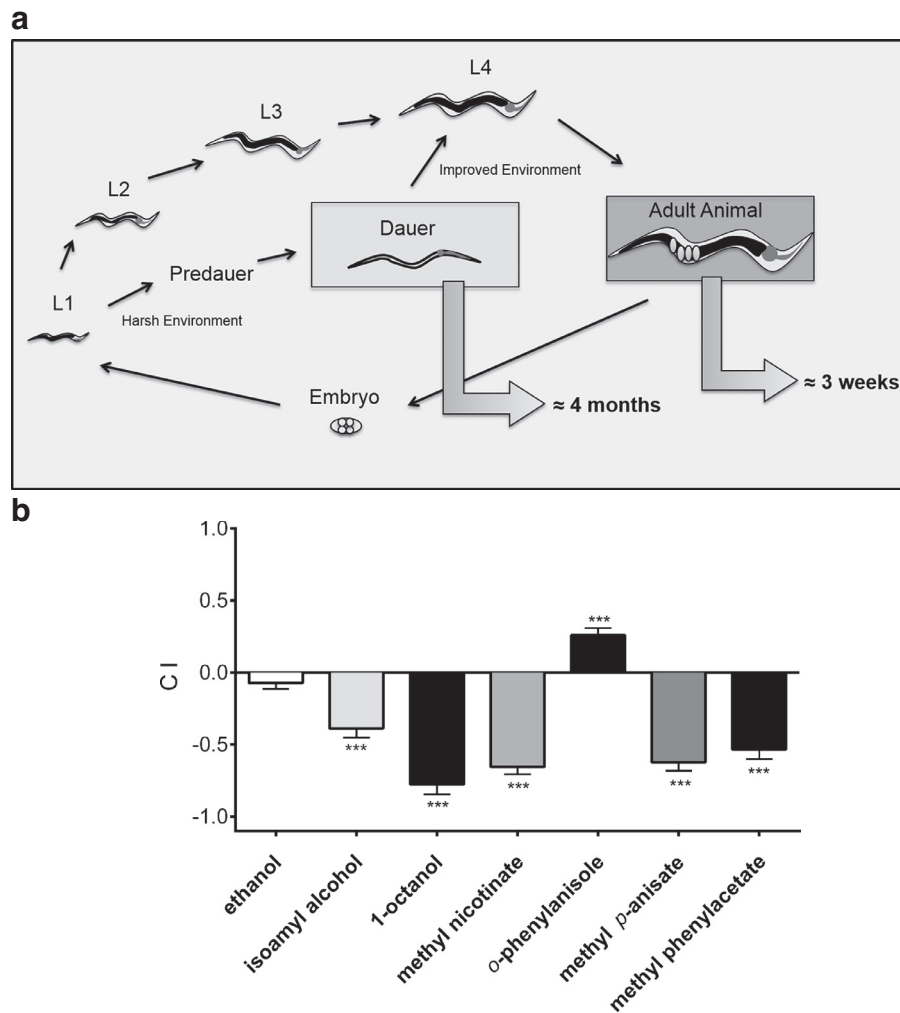 a
L4
L3
Improved Environment
L2
Adult Animal
Dauer
Predauer
L1
Harsh Environment
≈ 3 weeks
Embryo
≈ 4 months
b
1.0
0.5
0.0
-0.5
-1.0
C I
***
***
***
***
***
***
ethanol
isoamyl alcohol
1-octanol
methyl nicotinate
o-phenylanisole
methyl p-anisate
methyl phenylacetate